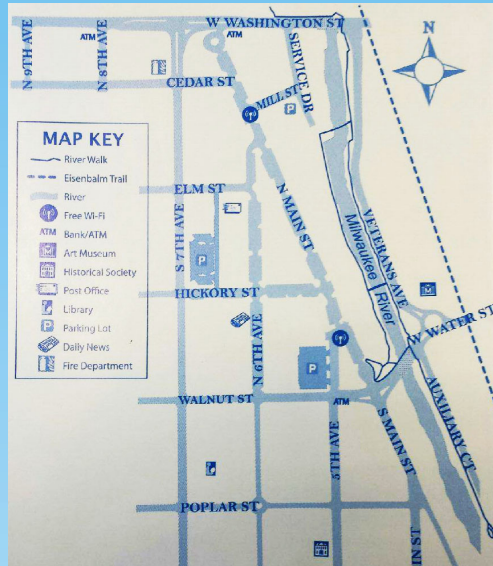 W WASHINGTON ST
N 9TH AVE
N 8TH AVE
ATM
ATM
SERVICE DR
N
CEDAR ST
MILL ST
P
MAP KEY
River Walk
Eisenbalm Trail
River
Free Wi-Fi
ATM Bank/ATM
Art Museum
Historical Society
Post Office
Library
P Parking Lot
Daily News
Fire Department
ELM ST
S 7TH AVE
P
N MAIN ST
Milwaukee River
VETERANS AVE
HICKORY ST
N 6TH AVE
W WATER ST
P
WALNUT ST
ATM
5TH AVE
S MAIN ST
AUXILIARY CT
POPLAR ST
IN ST